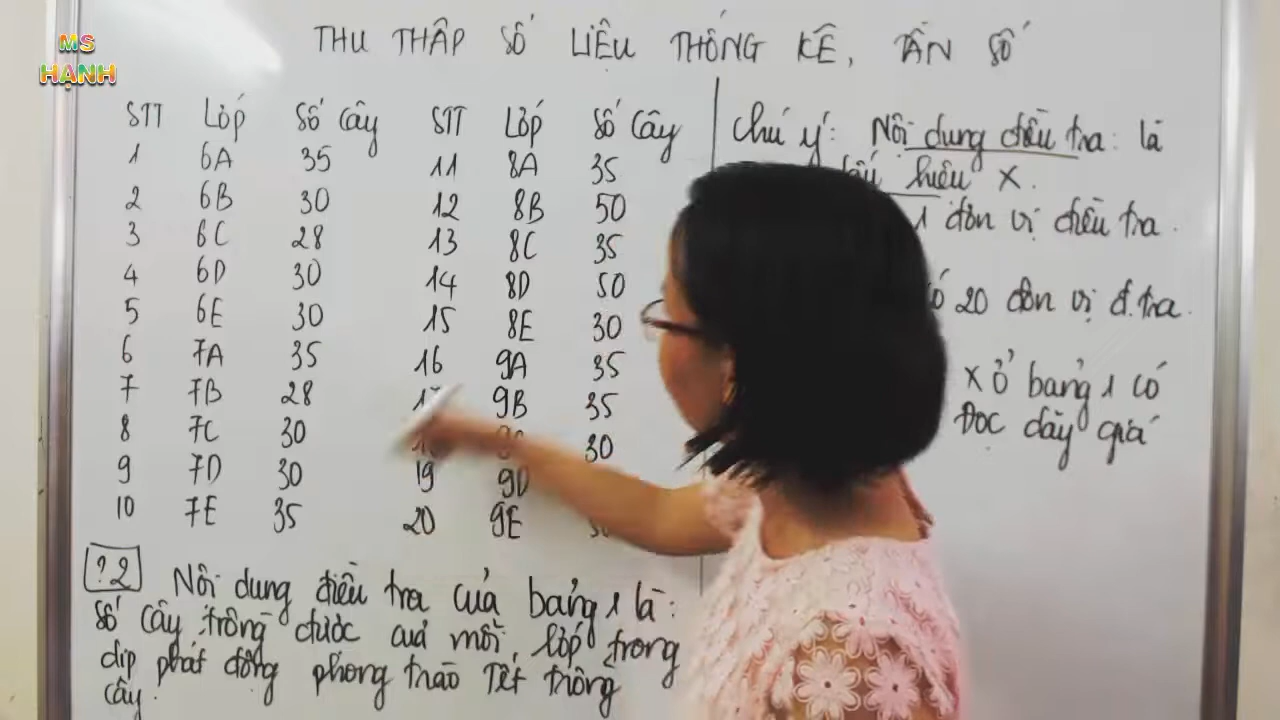 MS
HẠNH
THU THẬP SỐ LIỆU THỐNG KÊ, TẦN SỐ
STT Lớp Số cây STT Lớp Số cây
1 6A 35 11 8A 35
2 6B 30 12 8B 50
3 6C 28 13 8C 35
4 6D 30 14 8D 50
5 6E 30 15 8E 30
6 7A 35 16 9A 35
7 7B 28 9B 35
8 7C 30 30
9 7D 30 19 9D
10 7E 35 20 9E
?2 Nội dung điều tra của bảng 1 là:
Số cây trồng được của mỗi lớp trong
dịp phát động phong trào Tết trồng
cây.
Chú ý: Nội dung điều tra: là
dấu hiệu X.
1 đơn vị điều tra.
20 đơn vị đ.tra.
X ở bảng 1 có
Đọc dãy giá